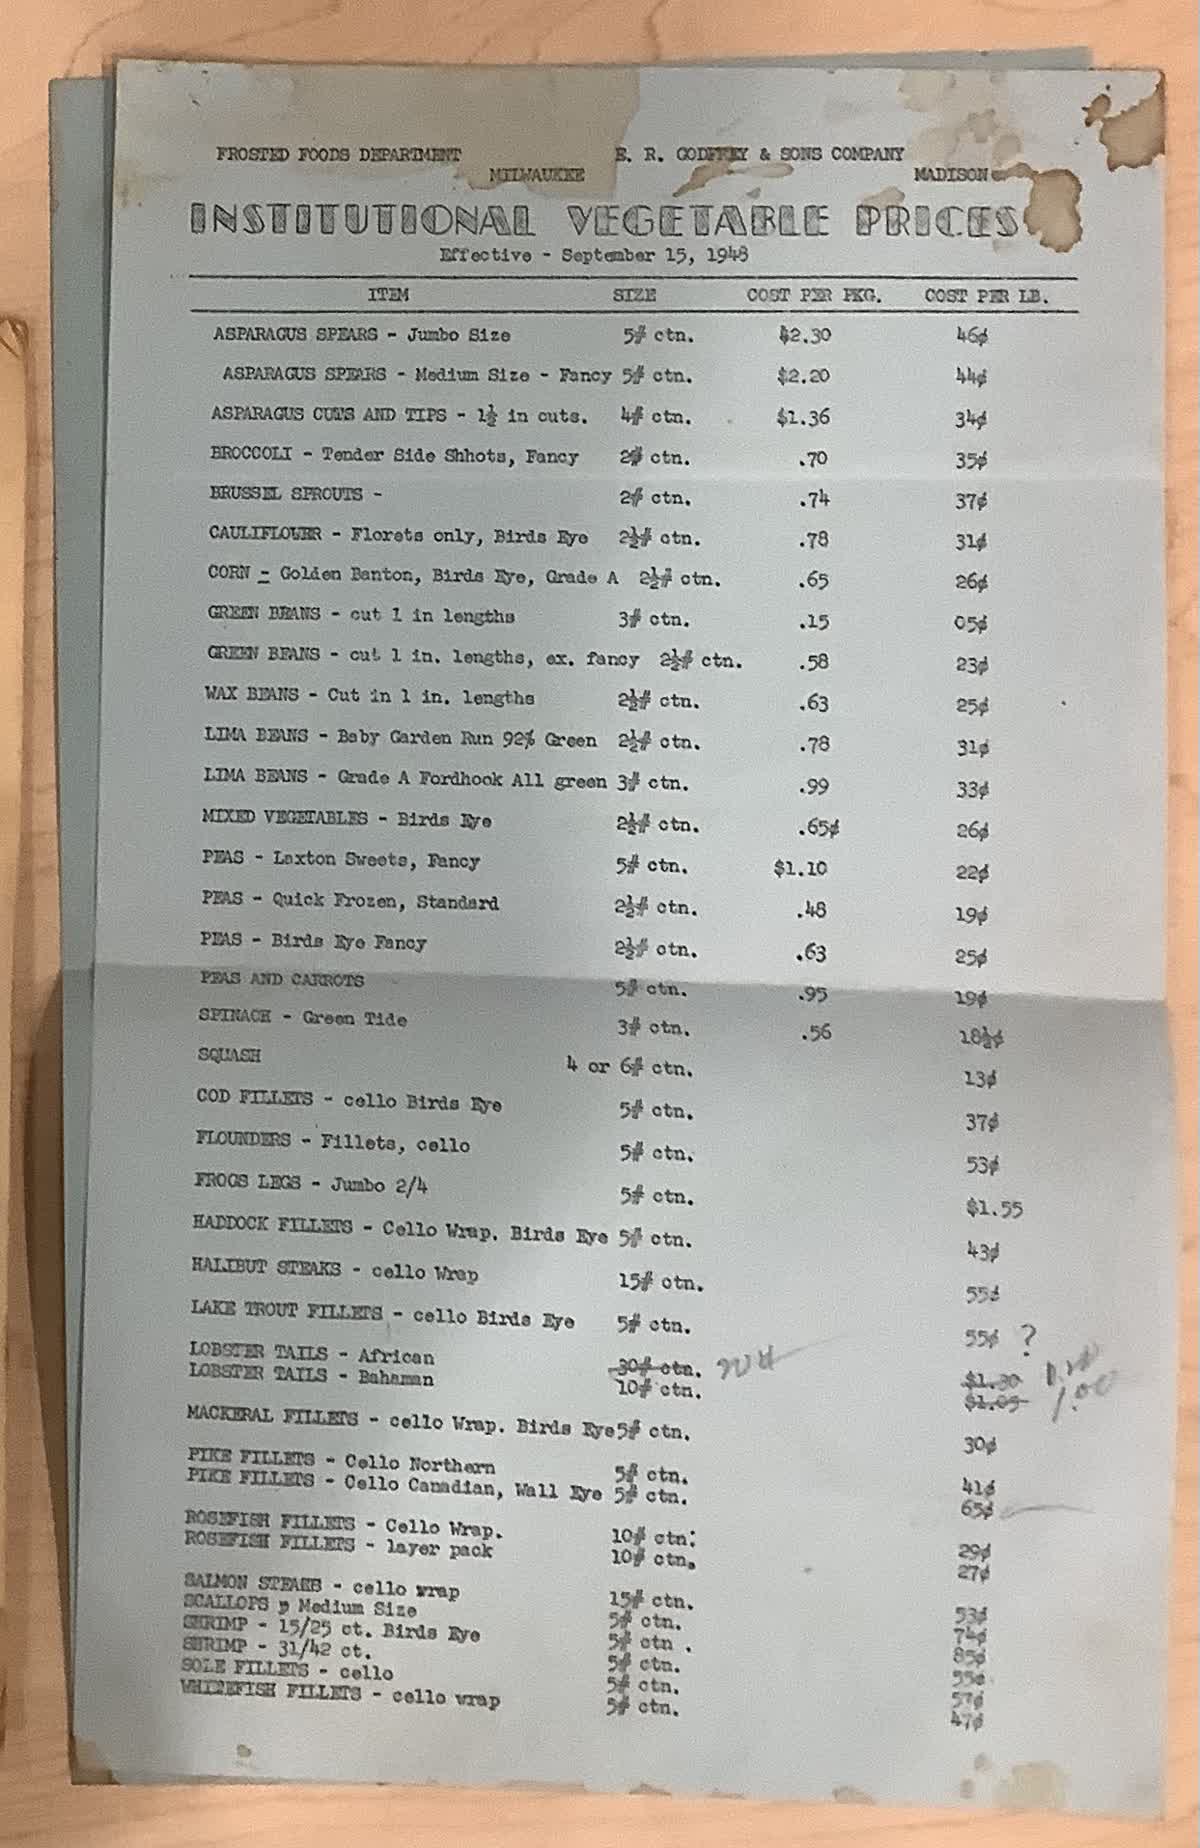 FROSTED FOODS DEPARTMENT E. R. GODFREY & SONS COMPANY
MILWAUKEE MADISON
INSTITUTIONAL VEGETABLE PRICES
Effective - September 15, 1948
ITEM SIZE COST PER PKG. COST PER LB.
ASPARAGUS SPEARS - Jumbo Size 5# ctn. $2.30 46¢
ASPARAGUS SPEARS - Medium Size - Fancy 5# ctn. $2.20 44¢
ASPARAGUS CUTS AND TIPS - 1½ in cuts. 4# ctn. $1.36 34¢
BROCCOLI - Tender Side Shhots, Fancy 2# ctn. .70 35¢
BRUSSEL SPROUTS - 2# ctn. .74 37¢
CAULIFLOWER - Florets only, Birds Eye 2½# ctn. .78 31¢
CORN - Golden Banton, Birds Eye, Grade A 2½# ctn. .65 26¢
GREEN BEANS - cut 1 in lengths 3# ctn. .15 05¢
GREEN BEANS - cut 1 in. lengths, ex. fancy 2½# ctn. .58 23¢
WAX BEANS - Cut in 1 in. lengths 2½# ctn. .63 25¢
LIMA BEANS - Baby Garden Run 92% Green 2½# ctn. .78 31¢
LIMA BEANS - Grade A Fordhook All green 3# ctn. .99 33¢
MIXED VEGETABLES - Birds Eye 2½# ctn. .65¢ 26¢
PEAS - Laxton Sweets, Fancy 5# ctn. $1.10 22¢
PEAS - Quick Frozen, Standard 2½# ctn. .48 19¢
PEAS - Birds Eye Fancy 2½# ctn. .63 25¢
PEAS AND CARROTS 5# ctn. .95 19¢
SPINACH - Green Tide 3# ctn. .56 18½¢
SQUASH 4 or 6# ctn. 13¢
COD FILLETS - cello Birds Eye 5# ctn. 37¢
FLOUNDERS - Fillets, cello 5# ctn. 53¢
FROGS LEGS - Jumbo 2/4 5# ctn. $1.55
HADDOCK FILLETS - Cello Wrap. Birds Eye 5# ctn. 43¢
HALIBUT STEAKS - cello Wrap 15# ctn. 55¢
LAKE TROUT FILLETS - cello Birds Eye 5# ctn. 55¢ ?
LOBSTER TAILS - African 30# ctn. $1.30
LOBSTER TAILS - Bahaman 10# ctn. $1.05 1.00
MACKERAL FILLETS - cello Wrap. Birds Eye 5# ctn. 30¢
PIKE FILLETS - Cello Northern 5# ctn. 41¢
PIKE FILLETS - Cello Canadian, Wall Eye 5# ctn. 65¢
ROSEFISH FILLETS - Cello Wrap. 10# ctn. 29¢
ROSEFISH FILLETS - layer pack 10# ctn. 27¢
SALMON STEAKS - cello wrap 15# ctn. 53¢
SCALLOPS - Medium Size 5# ctn. 74¢
SHRIMP - 15/25 ct. Birds Eye 5# ctn . 85¢
SHRIMP - 31/42 ct. 5# ctn. 55¢
SOLE FILLETS - cello 5# ctn. 57¢
WHITEFISH FILLETS - cello wrap 5# ctn. 47¢